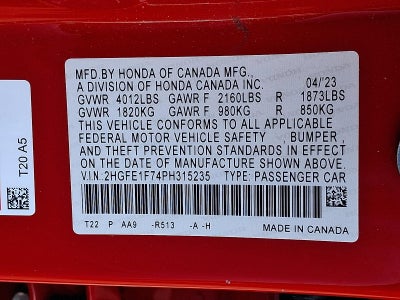 MFD.BY HONDA OF CANADA MFG.,
A DIVISION OF HONDA CANADA INC. 04/23
GVWR 4012LBS GAWR F 2160LBS R 1873LBS
GVWR 1820KG GAWR F 980KG R 850KG
THIS VEHICLE CONFORMS TO ALL APPLICABLE
FEDERAL MOTOR VEHICLE SAFETY , BUMPER,
AND THEFT PREVENTION STANDARDS IN EFFECT ON
THE DATE OF MANUFACTURE SHOWN ABOVE.
V.I.N.:2HGFE1F74PH315235 TYPE: PASSENGER CAR
T22 P AA9 -R513 -A -H
MADE IN CANADA
T20 A5